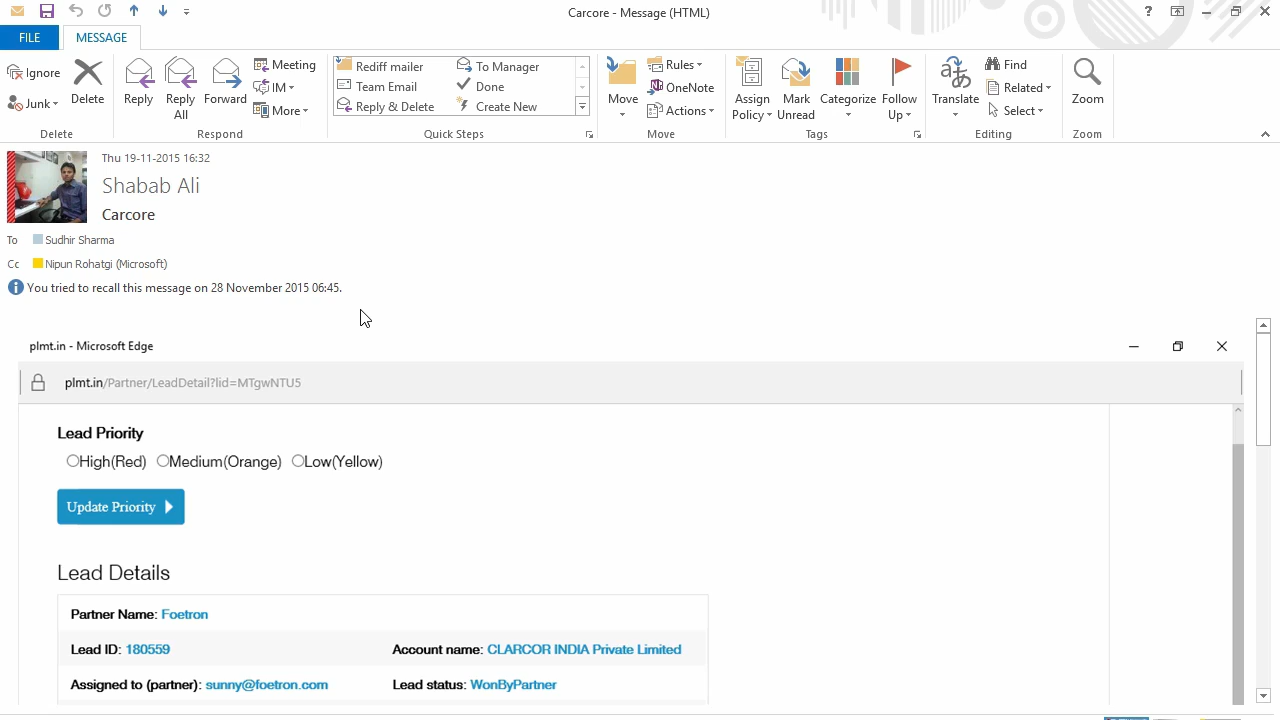 Carcore - Message (HTML)
?
FILE
MESSAGE
Ignore
Junk
Delete
Reply
Reply All
Forward
Meeting
IM
More
Rediff mailer
Team Email
Reply & Delete
To Manager
Done
Create New
Move
Rules
OneNote
Actions
Assign Policy
Mark Unread
Categorize
Follow Up
Translate
Find
Related
Select
Zoom
Delete
Respond
Quick Steps
Move
Tags
Editing
Zoom
Thu 19-11-2015 16:32
Shabab Ali
Carcore
To Sudhir Sharma
Cc Nipun Rohatgi (Microsoft)
You tried to recall this message on 28 November 2015 06:45.
plmt.in - Microsoft Edge
plmt.in/Partner/LeadDetail?lid=MTgwNTU5
Lead Priority
High(Red) Medium(Orange) Low(Yellow)
Update Priority
Lead Details
Partner Name: Foetron
Lead ID: 180559 Account name: CLARCOR INDIA Private Limited
Assigned to (partner): sunny@foetron.com Lead status: WonByPartner